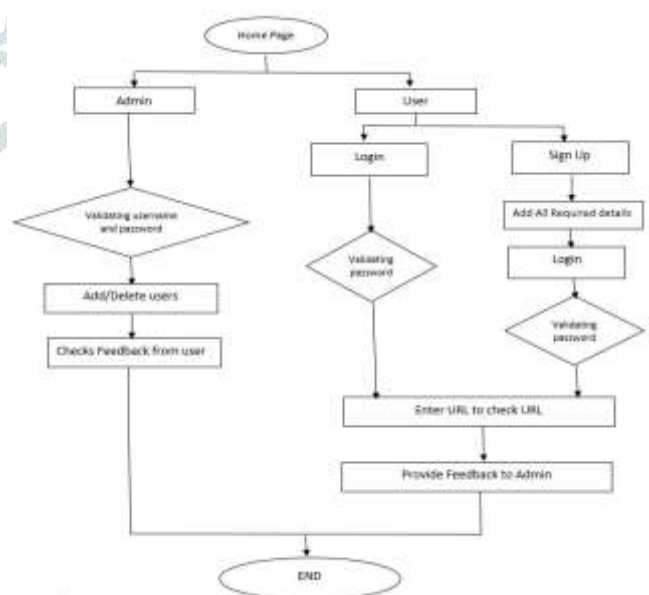 Home Page
Admin
User
Login
Sign Up
Validating username
and password
Add All Required details
Validating
password
Login
Add/Delete users
Validating
password
Checks Feedback from user
Enter URL to check URL
Provide Feedback to Admin
END